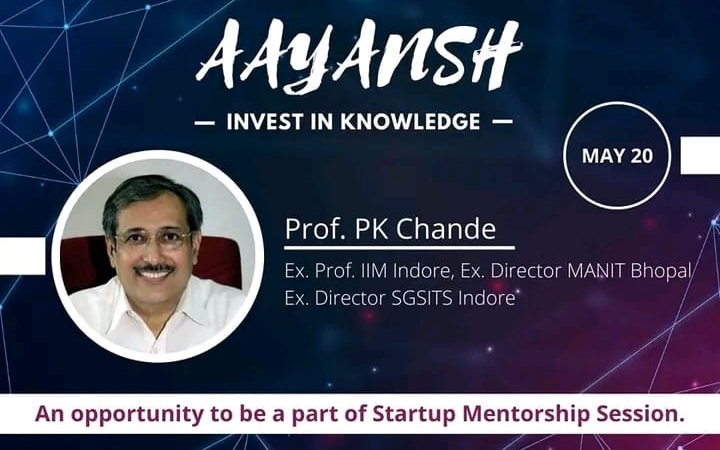 AAYANSH
— INVEST IN KNOWLEDGE —
MAY 20
Prof. PK Chande
Ex. Prof. IIM Indore, Ex. Director MANIT Bhopal
Ex. Director SGSITS Indore
An opportunity to be a part of Startup Mentorship Session.